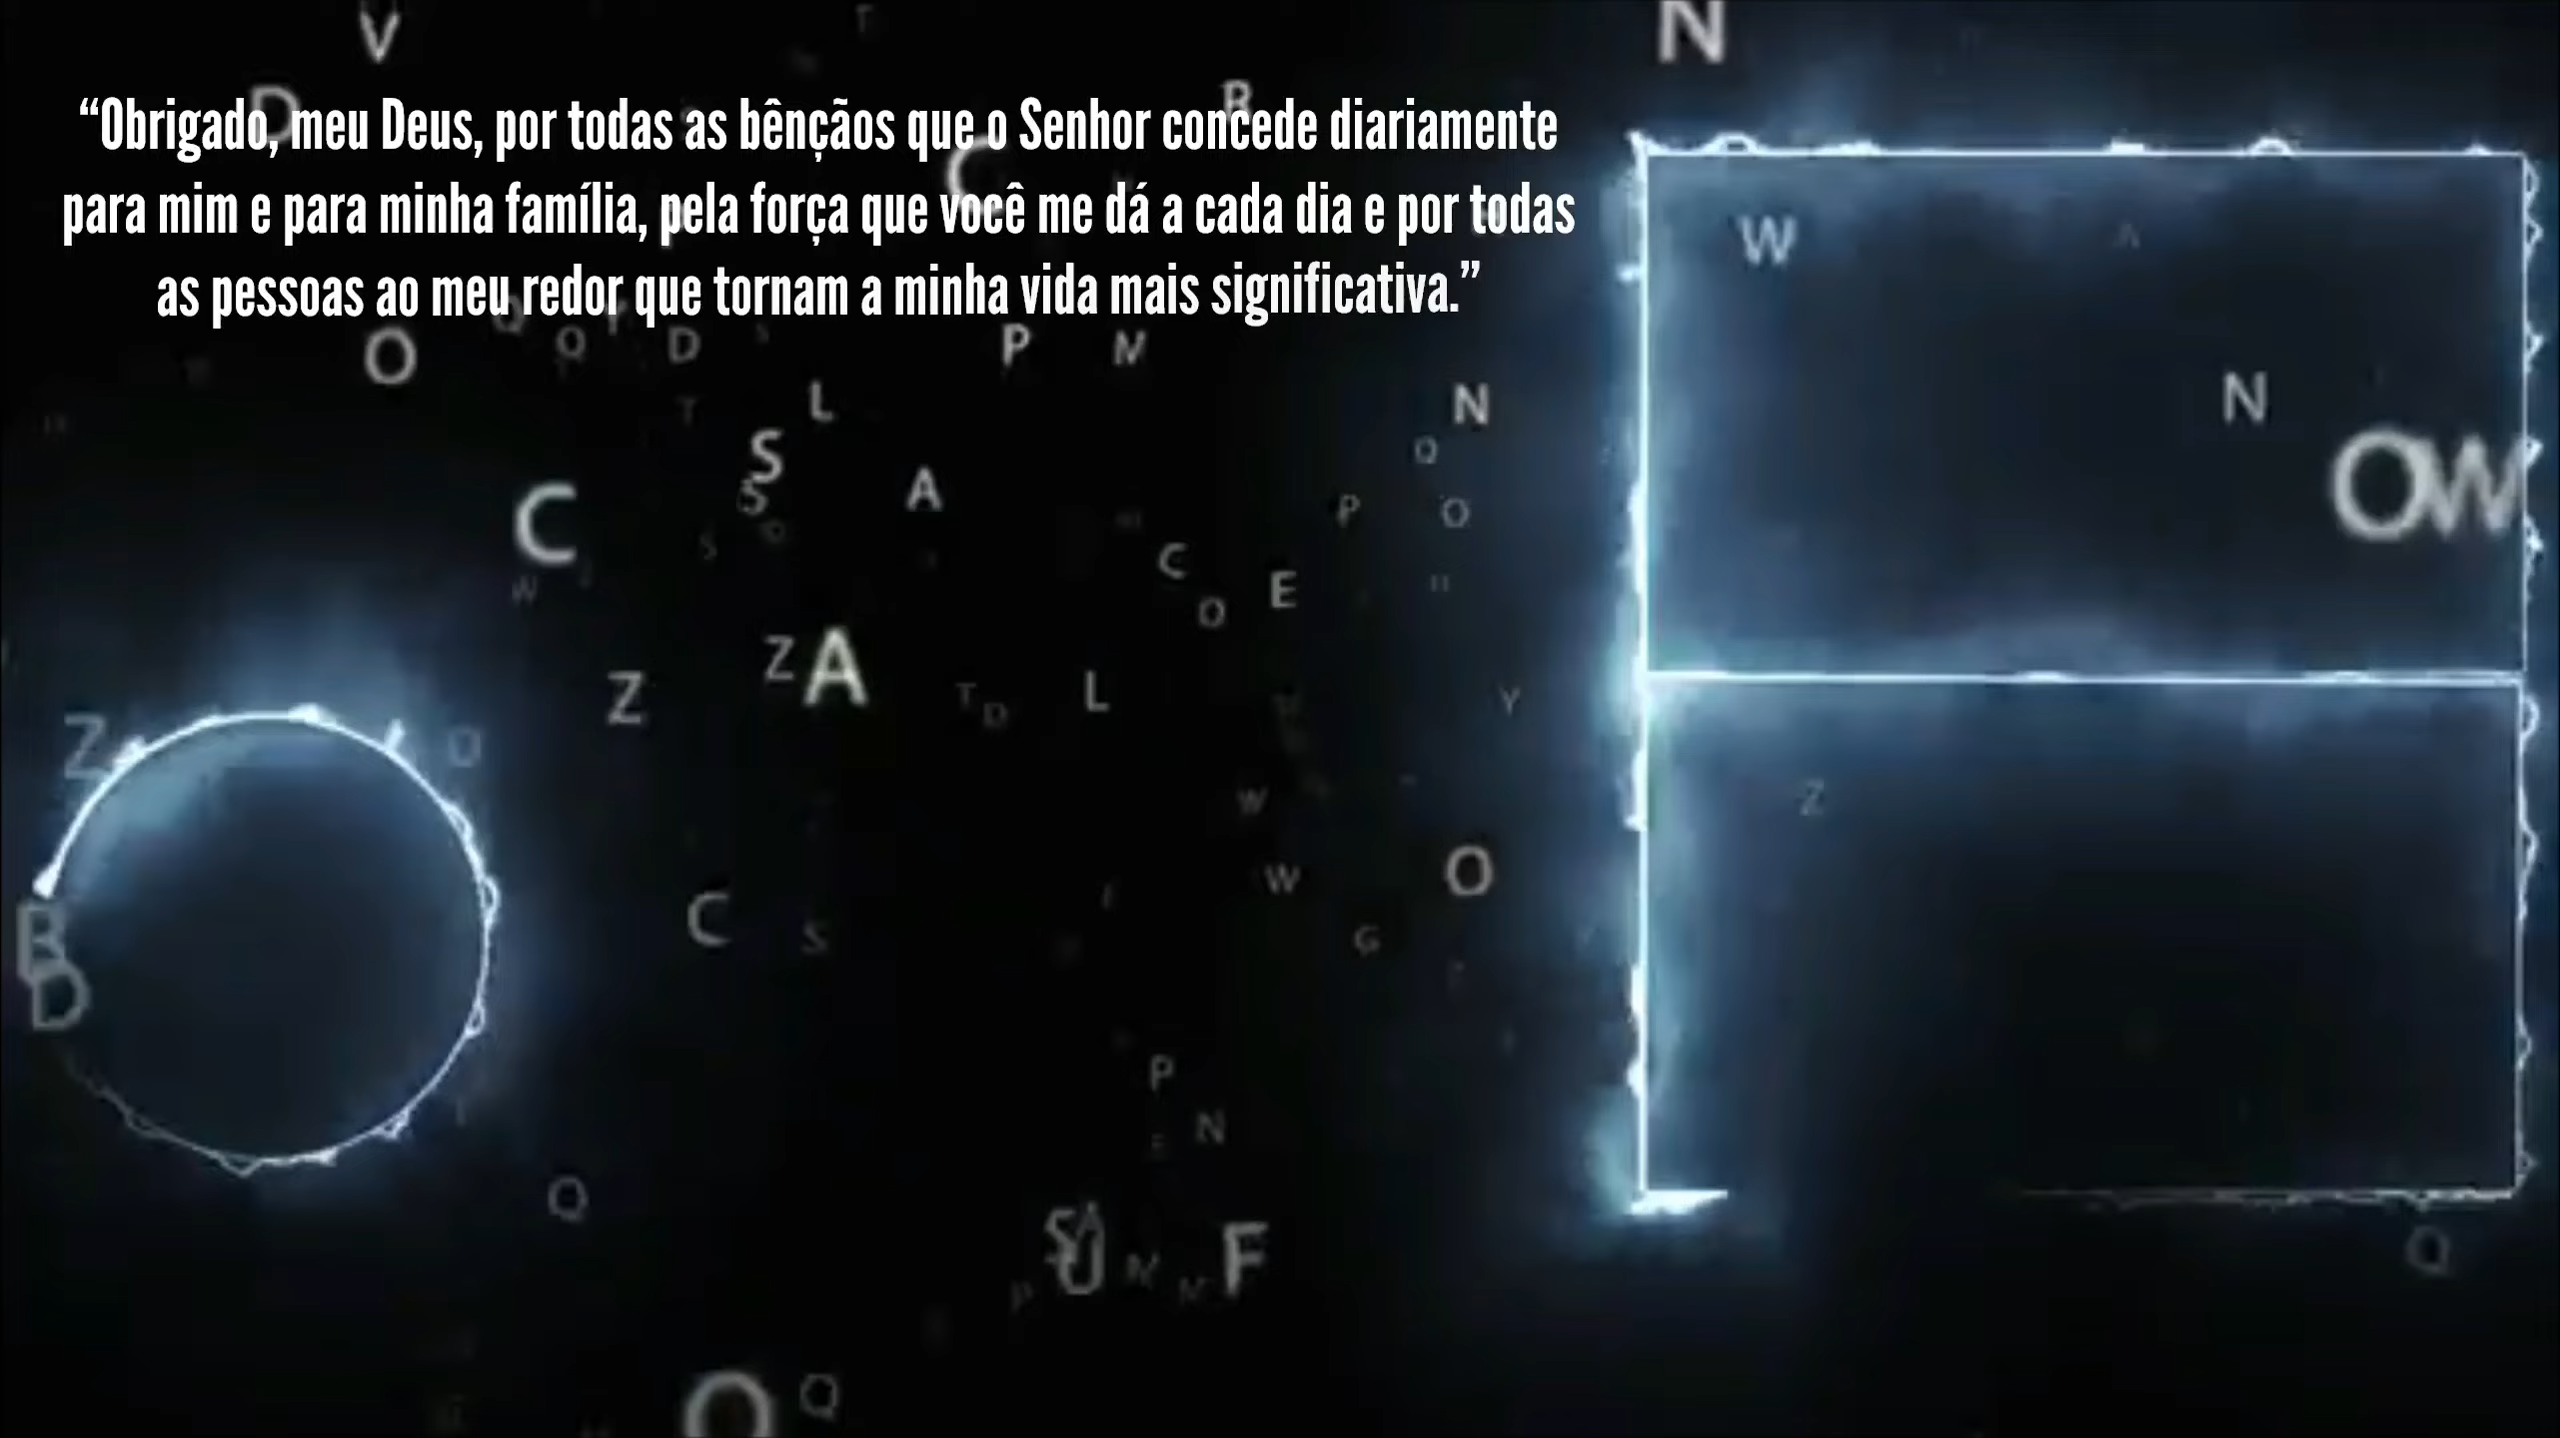 “Obrigado, meu Deus, por todas as bênçãos que o Senhor concede diariamente
para mim e para minha família, pela força que você me dá a cada dia e por todas
as pessoas ao meu redor que tornam a minha vida mais significativa.”